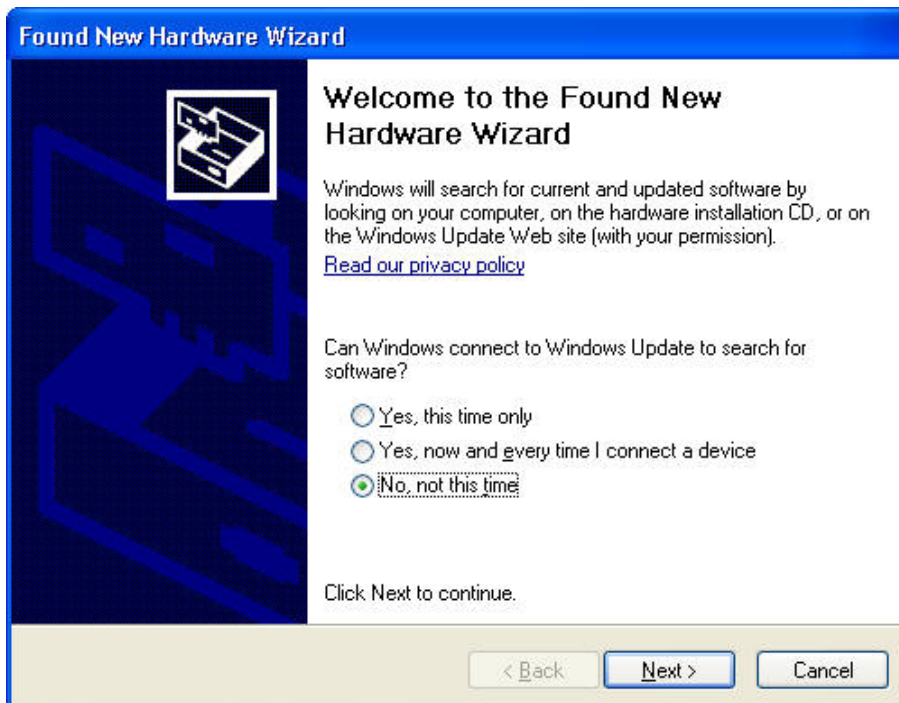 Found New Hardware Wizard
Welcome to the Found New
Hardware Wizard
Windows will search for current and updated software by
looking on your computer, on the hardware installation CD, or on
the Windows Update Web site (with your permission).
Read our privacy policy
Can Windows connect to Windows Update to search for
software?
Yes, this time only
Yes, now and every time I connect a device
No, not this time
Click Next to continue.
< Back Next > Cancel